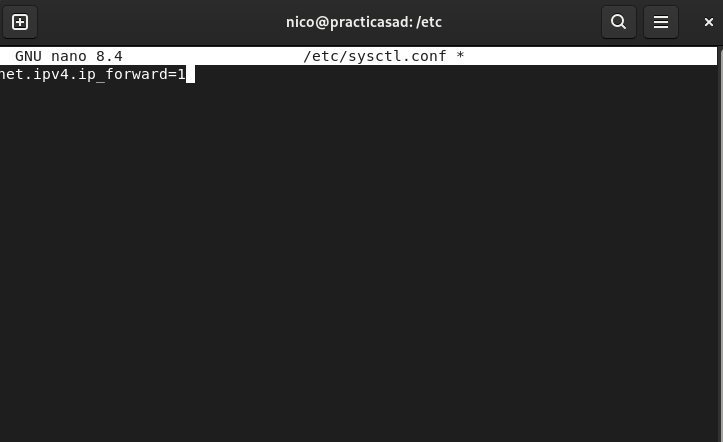 nico@practicasad: /etc
GNU nano 8.4 /etc/sysctl.conf *
net.ipv4.ip_forward=1